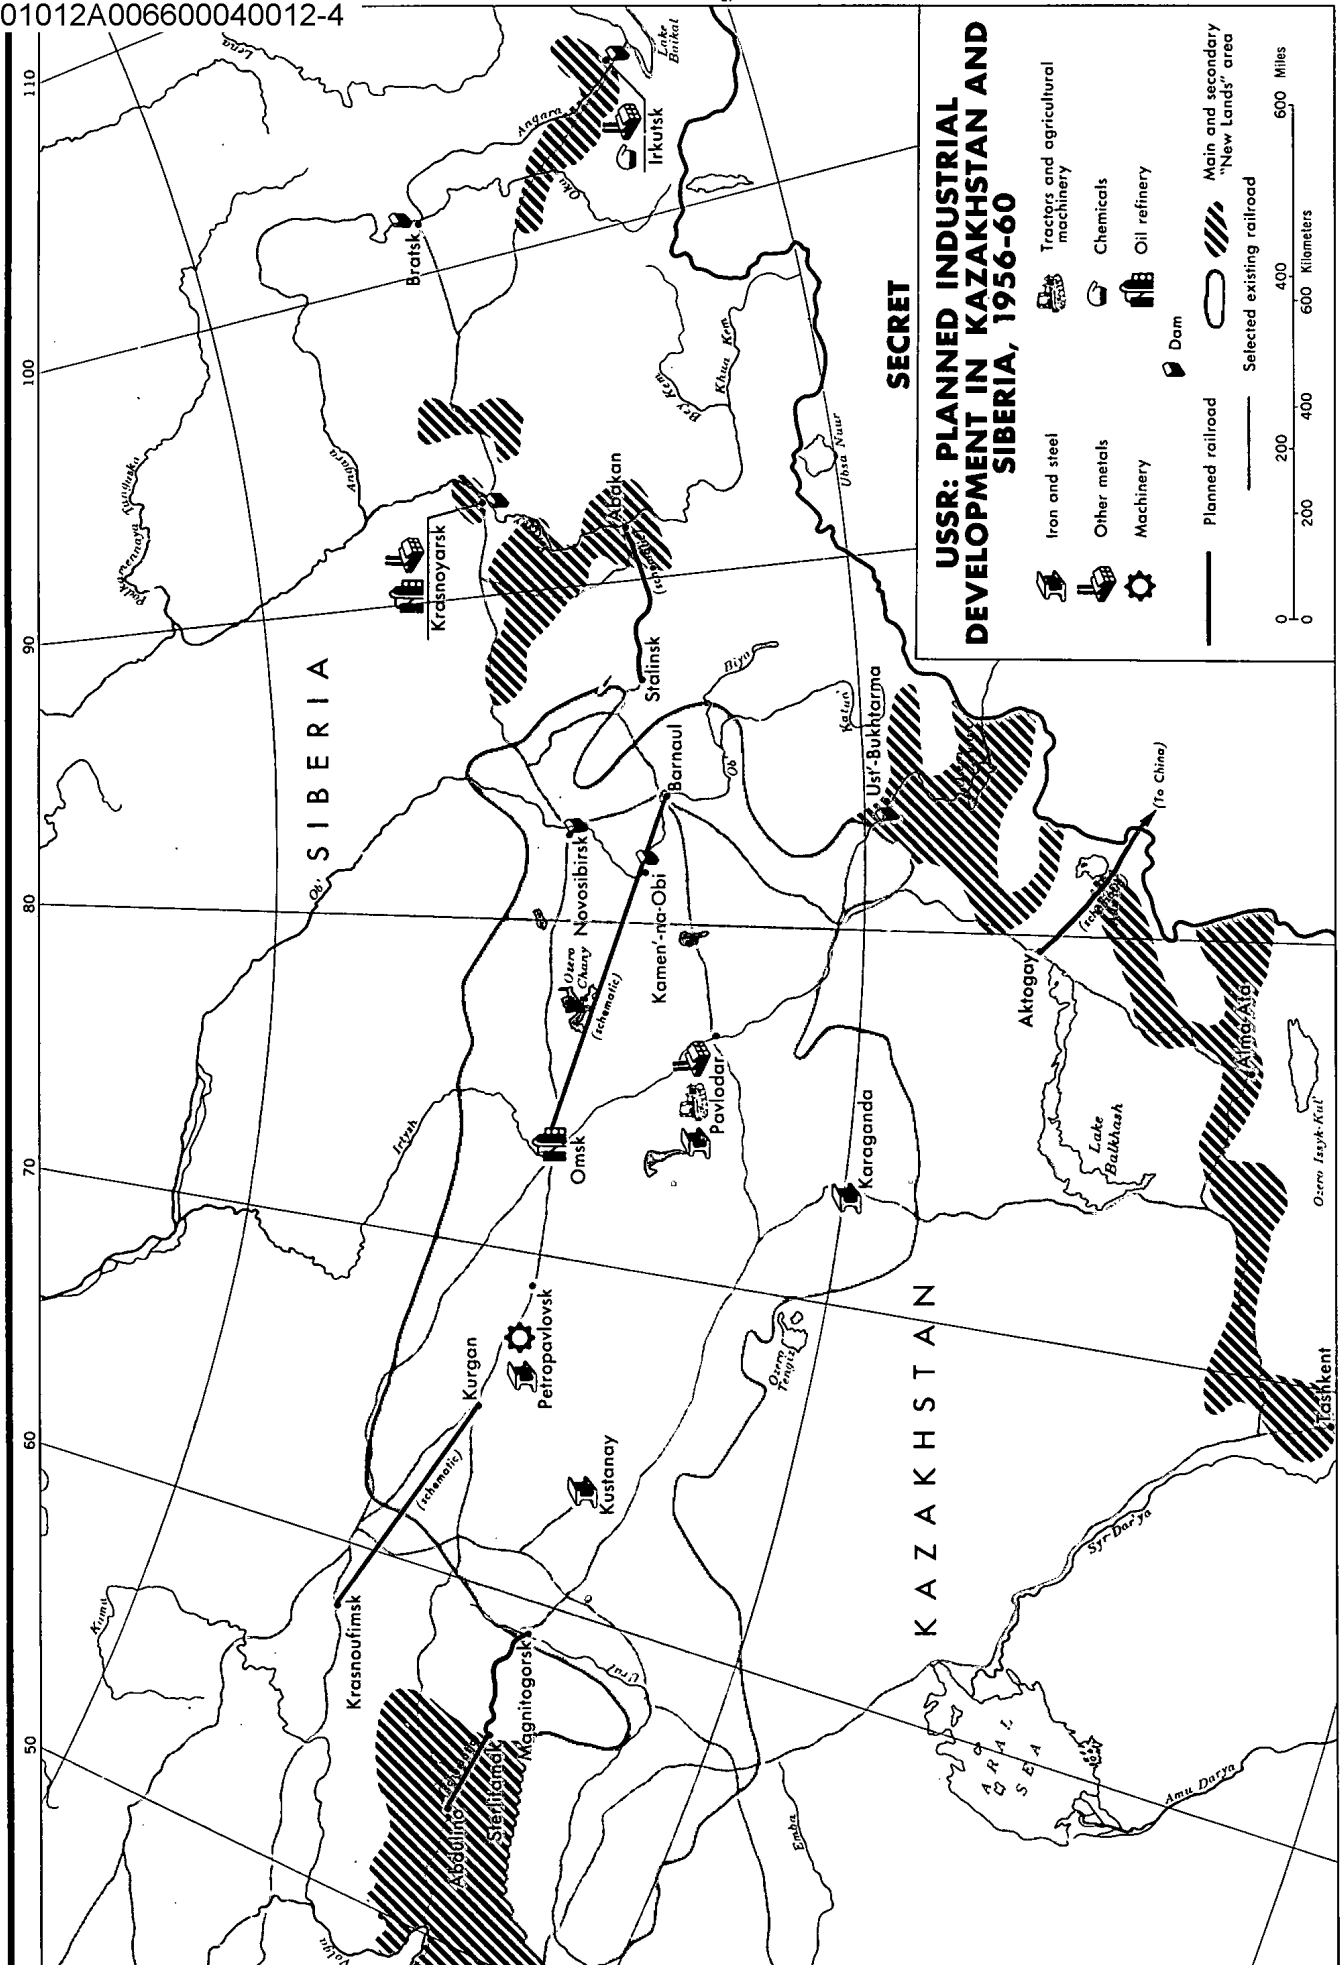 01012A006600040012-4
110
100
90
80
70
60
50
Lena
Lake
Baikal
Angara
Oka
Irkutsk
Bratsk
Podkamennaya Tunguska
Angara
Krasnoyarsk
Abakan
(schematic)
Bey Kem
Khua Kem
Ubsa Nuur
SIBERIA
Stalinsk
Biya
Katun'
Barnaul
Ob'
Ust'-Bukhtarma
Ob'
Novosibirsk
Kamen'-na-Obi
Ozero
Chany
(schematic)
(To China)
Aktogay
Alma-Ata
Lake
Balkhash
Ozero Issyk-Kul'
Irtysh
Omsk
Pavlodar
Karaganda
Petropavlovsk
Kurgan
(schematic)
Ozero
Tengiz
Kustanay
KAZAKHSTAN
Tashkent
Syr-Dar'ya
Kama
Krasnoufimsk
Magnitogorsk
Ural
Sterlitamak
Abdulino
Volga
Emba
ARAL
SEA
Amu Darya
SECRET
USSR: PLANNED INDUSTRIAL
DEVELOPMENT IN KAZAKHSTAN AND
SIBERIA, 1956-60
Iron and steel
Tractors and agricultural
machinery
Other metals
Chemicals
Machinery
Oil refinery
Dam
Planned railroad
Main and secondary
"New Lands" area
Selected existing railroad
0 200 400 600 Miles
0 200 400 600 Kilometers